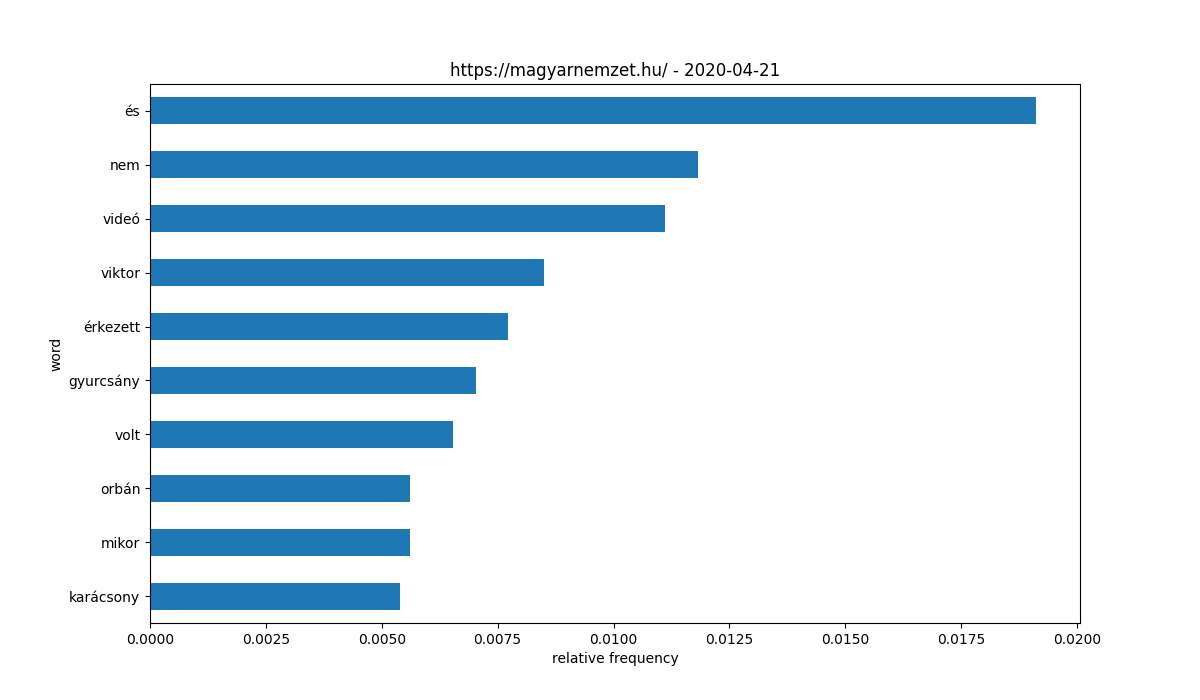 https://magyarnemzet.hu/ - 2020-04-21
és
nem
videó
viktor
érkezett
gyurcsány
volt
orbán
mikor
karácsony
word
0.0000 0.0025 0.0050 0.0075 0.0100 0.0125 0.0150 0.0175 0.0200
relative frequency